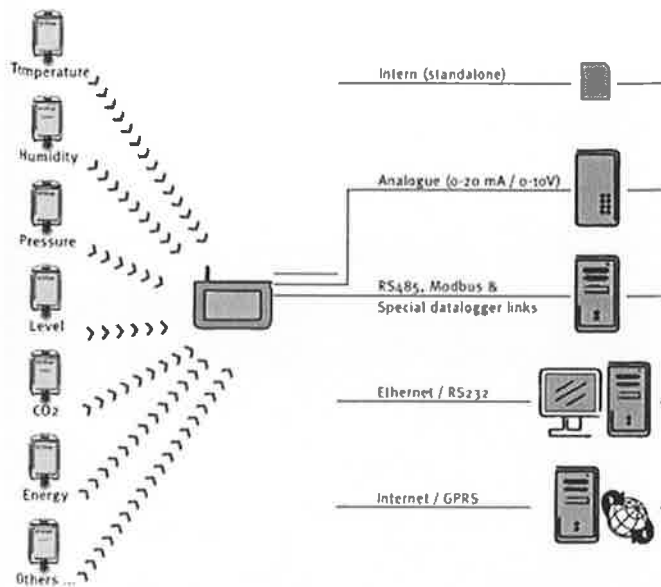 Temperature
Humidity
Pressure
Level
CO2
Energy
Others ...
Intern (standalone)
Analogue (0-20 mA / 0-10V)
RS485, Modbus &
Special datalogger links
Ethernet / RS232
Internet / GPRS